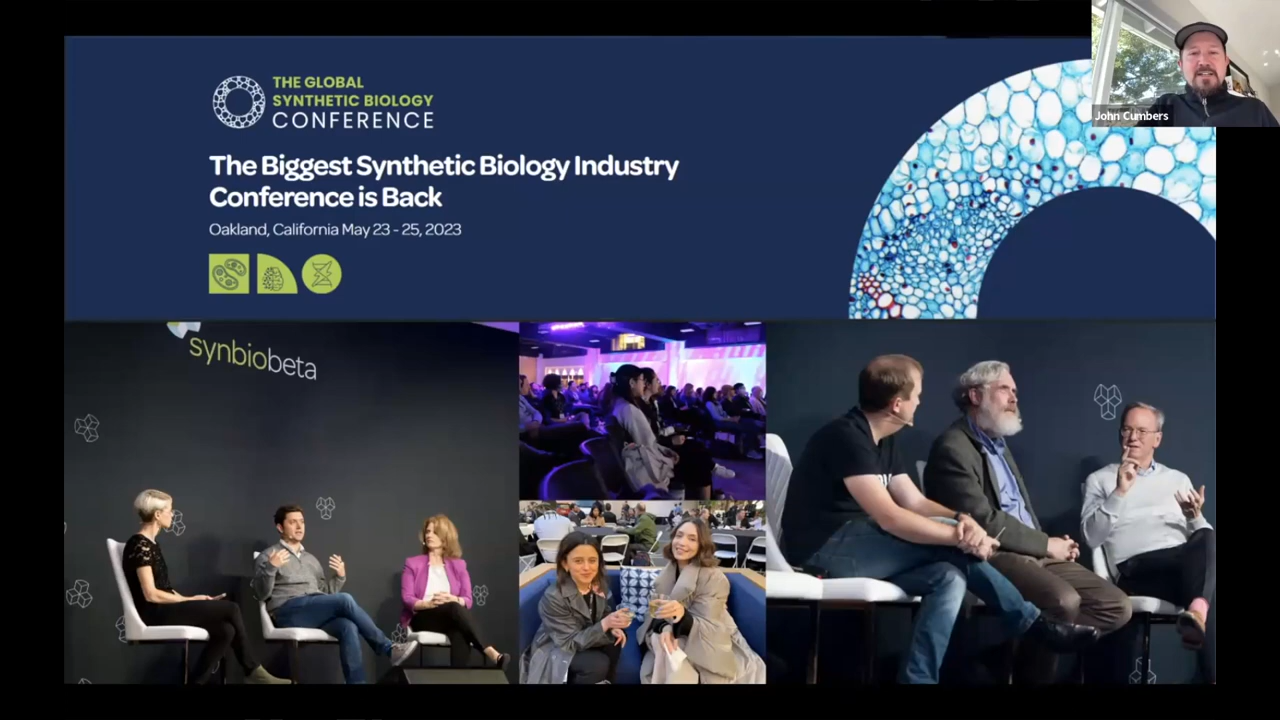 THE GLOBAL
SYNTHETIC BIOLOGY
CONFERENCE
John Cumbers
The Biggest Synthetic Biology Industry
Conference is Back
Oakland, California May 23 - 25, 2023
synbiobeta